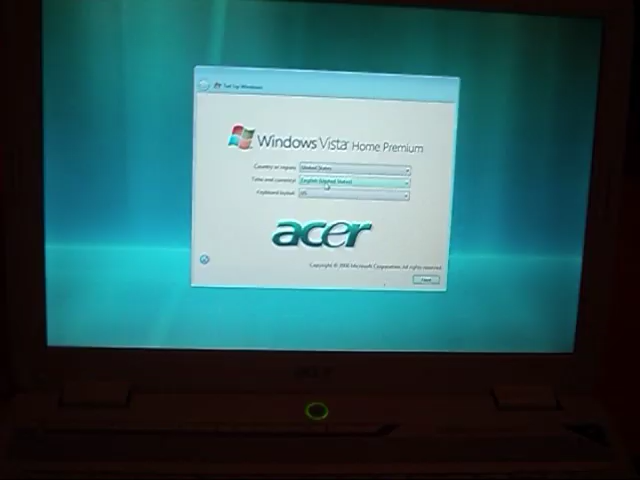 Set Up Windows
Windows Vista Home Premium
Country or region: United States
Time and currency: English (United States)
Keyboard layout: US
acer
Copyright © 2006 Microsoft Corporation. All rights reserved.
Next
acer